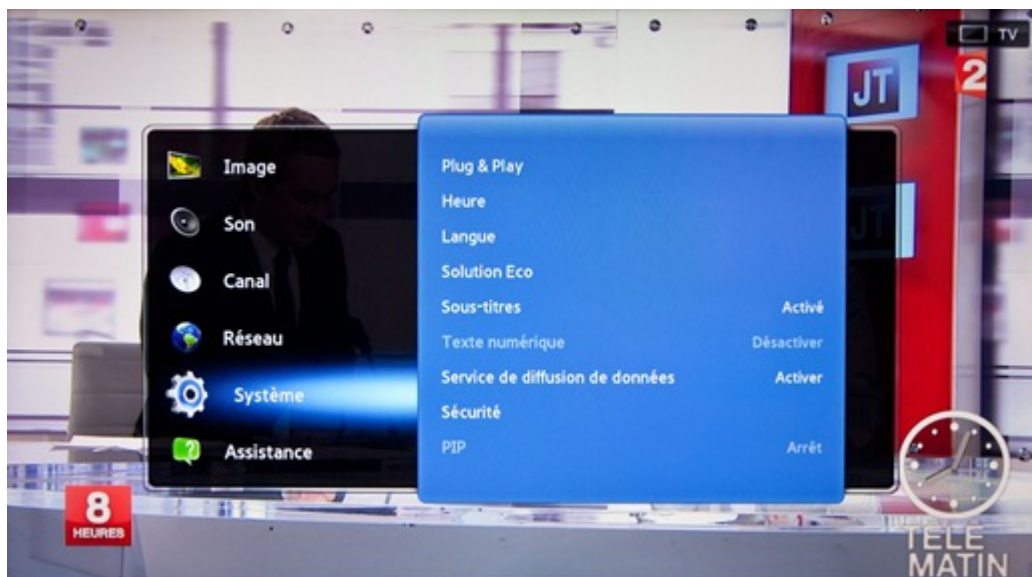 TV
JT
2
JT
Image
Son
Canal
Réseau
Système
Assistance
Plug & Play
Heure
Langue
Solution Eco
Sous-titres Activé
Texte numérique Désactiver
Service de diffusion de données Activer
Sécurité
PIP Arrêt
8
HEURES
TELE
MATIN